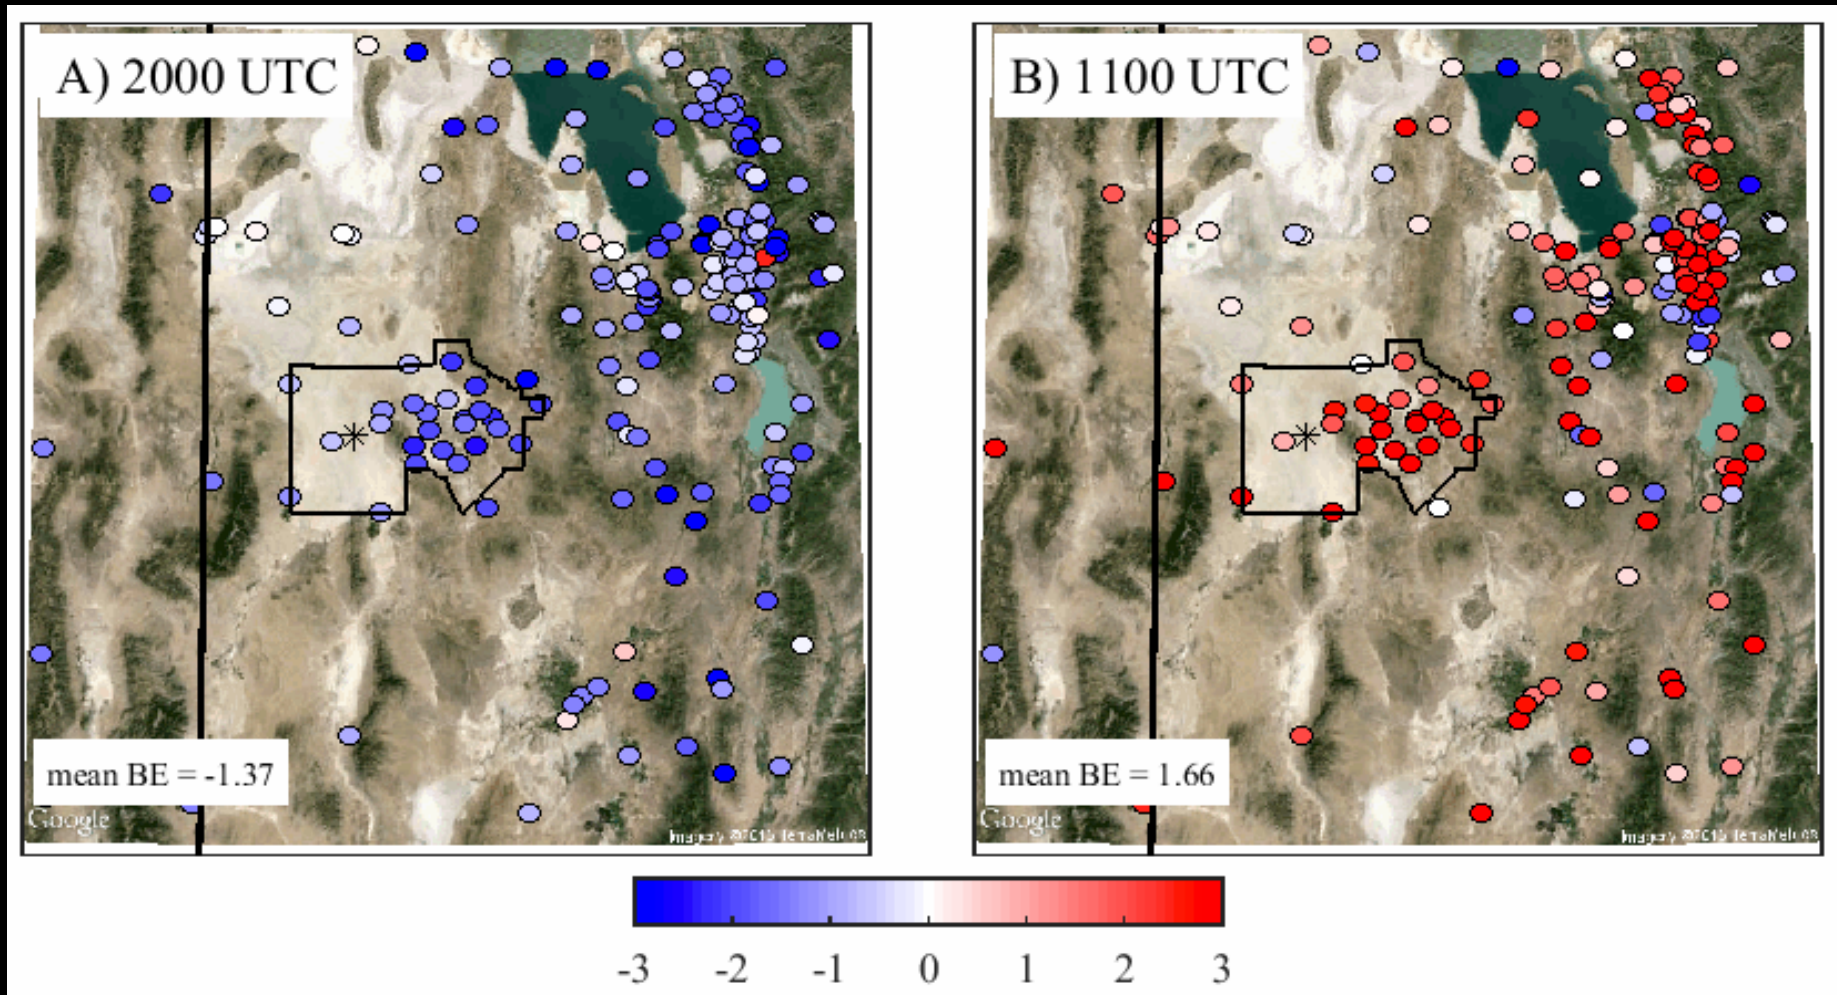 A) 2000 UTC
B) 1100 UTC
mean BE = -1.37
mean BE = 1.66
Google
Google
-3 -2 -1 0 1 2 3